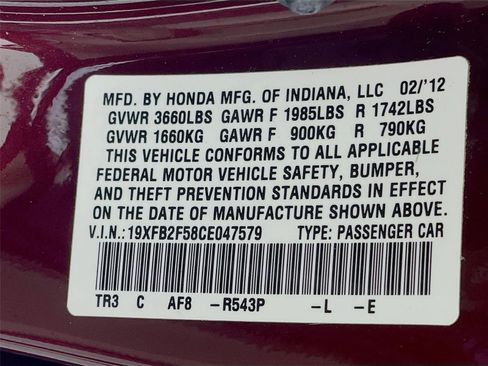 MFD. BY HONDA MFG. OF INDIANA, LLC 02/'12
GVWR 3660LBS GAWR F 1985LBS R 1742LBS
GVWR 1660KG GAWR F 900KG R 790KG
THIS VEHICLE CONFORMS TO ALL APPLICABLE
FEDERAL MOTOR VEHICLE SAFETY, BUMPER,
AND THEFT PREVENTION STANDARDS IN EFFECT
ON THE DATE OF MANUFACTURE SHOWN ABOVE.
V.I.N.: 19XFB2F58CE047579 TYPE: PASSENGER CAR
TR3 C AF8 -R543P -L -E